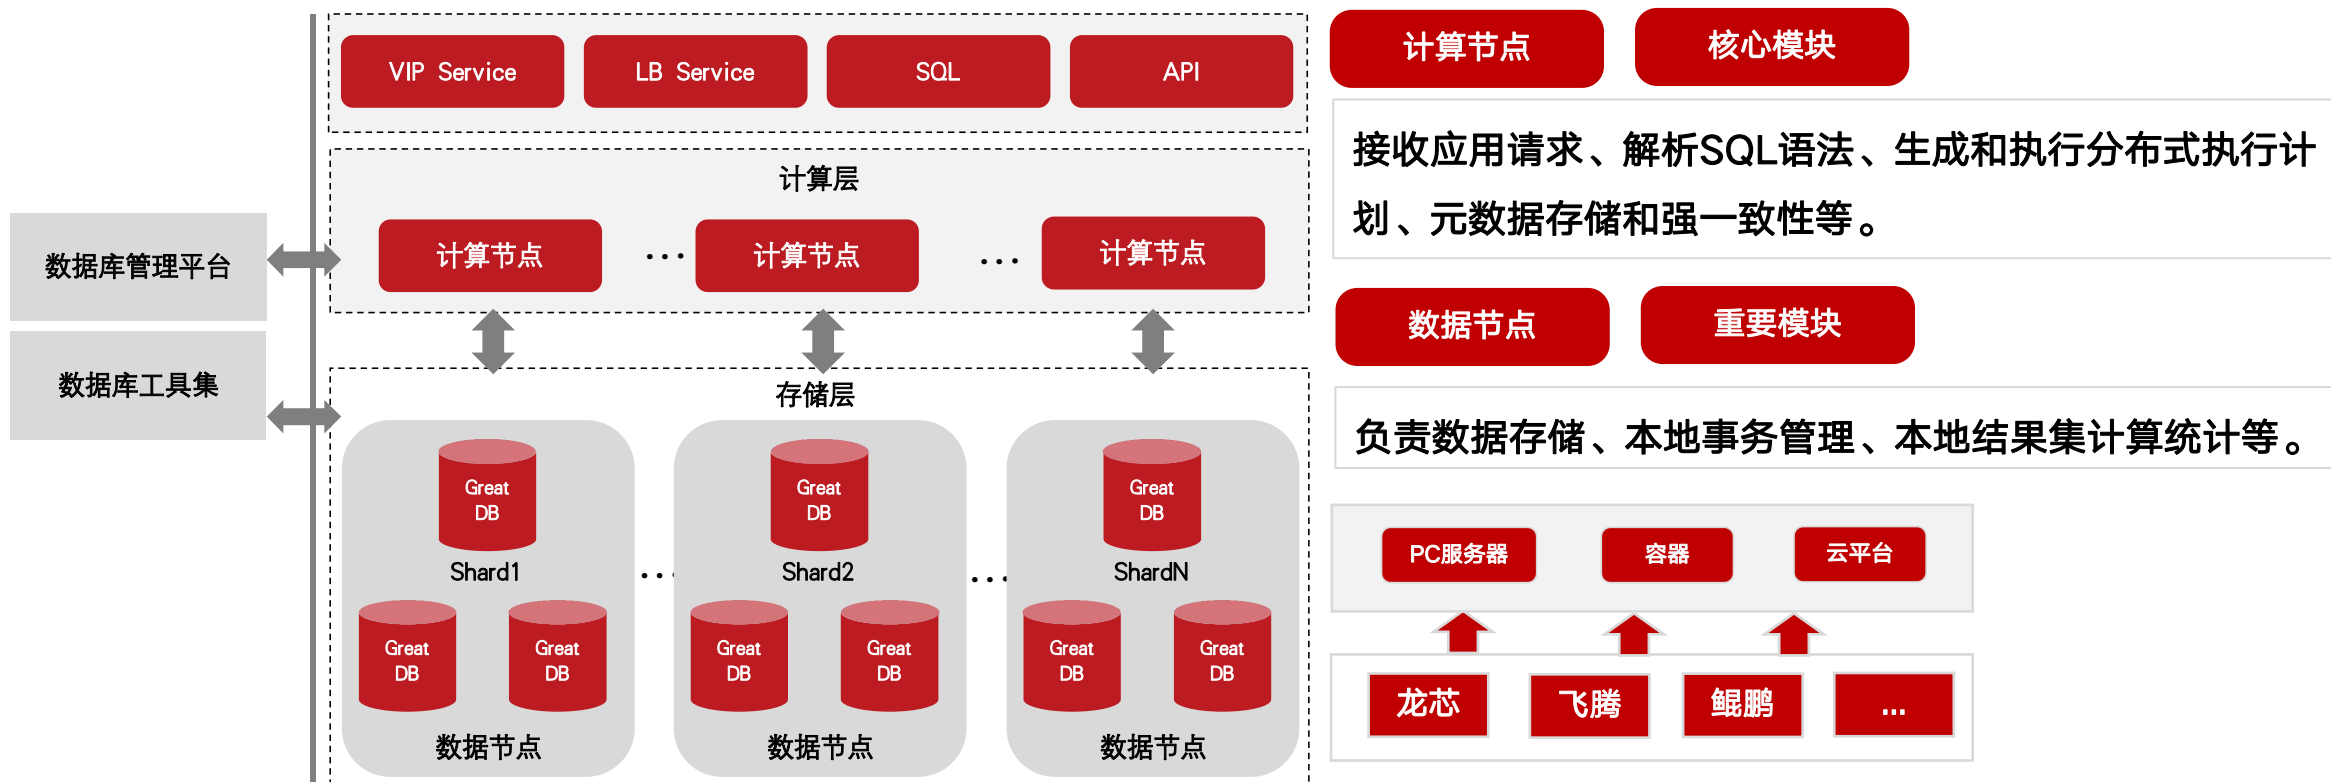 VIP Service
LB Service
SQL
API
计算层
计算节点
...
计算节点
...
计算节点
数据库管理平台
数据库工具集
存储层
Great
DB
Shard1
Great
DB
Great
DB
数据节点
...
Great
DB
Shard2
Great
DB
Great
DB
数据节点
...
Great
DB
ShardN
Great
DB
Great
DB
数据节点
计算节点
核心模块
接收应用请求、解析SQL语法、生成和执行分布式执行计
划、元数据存储和强一致性等。
数据节点
重要模块
负责数据存储、本地事务管理、本地结果集计算统计等。
PC服务器
容器
云平台
龙芯
飞腾
鲲鹏
...